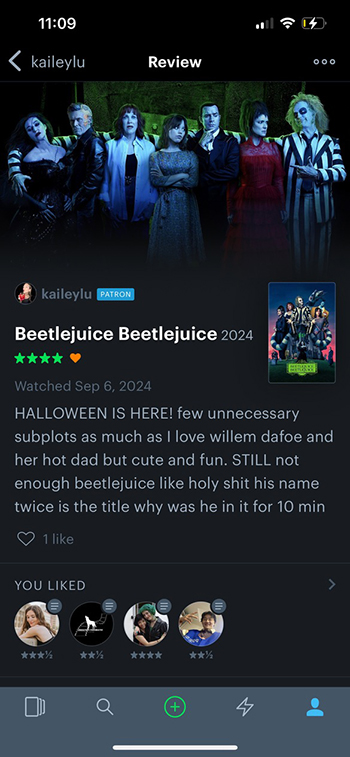 11:09
kaileylu
Review
kaileylu PATRON
Beetlejuice Beetlejuice 2024
Watched Sep 6, 2024
HALLOWEEN IS HERE! few unnecessary
subplots as much as I love willem dafoe and
her hot dad but cute and fun. STILL not
enough beetlejuice like holy shit his name
twice is the title why was he in it for 10 min
1 like
YOU LIKED
★★★½ ★★½ ★★★★ ★★½